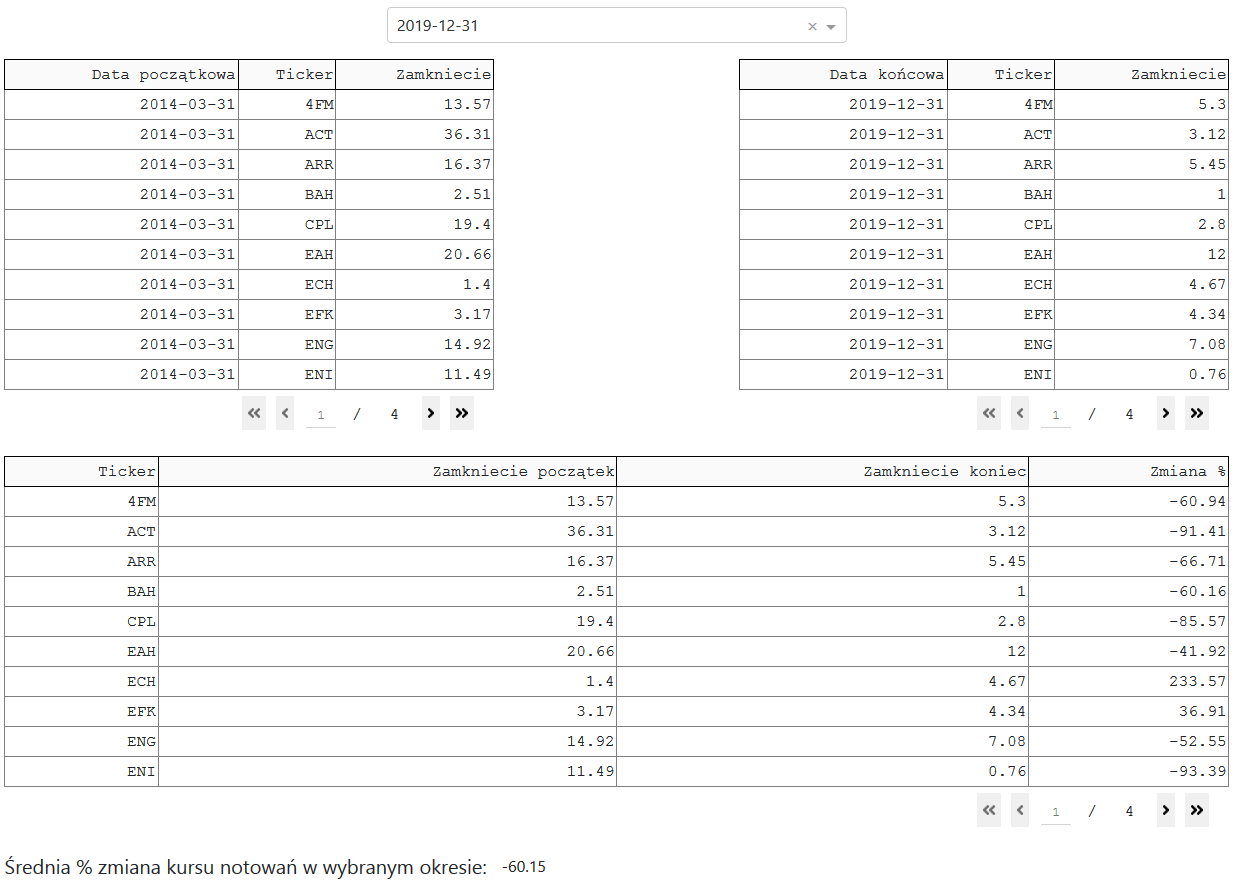 2019-12-31 ×
Data początkowa Ticker Zamkniecie
2014-03-31 4FM 13.57
2014-03-31 ACT 36.31
2014-03-31 ARR 16.37
2014-03-31 BAH 2.51
2014-03-31 CPL 19.4
2014-03-31 EAH 20.66
2014-03-31 ECH 1.4
2014-03-31 EFK 3.17
2014-03-31 ENG 14.92
2014-03-31 ENI 11.49
« ‹ 1 / 4 › »
Data końcowa Ticker Zamkniecie
2019-12-31 4FM 5.3
2019-12-31 ACT 3.12
2019-12-31 ARR 5.45
2019-12-31 BAH 1
2019-12-31 CPL 2.8
2019-12-31 EAH 12
2019-12-31 ECH 4.67
2019-12-31 EFK 4.34
2019-12-31 ENG 7.08
2019-12-31 ENI 0.76
« ‹ 1 / 4 › »
Ticker Zamkniecie początek Zamkniecie koniec Zmiana %
4FM 13.57 5.3 -60.94
ACT 36.31 3.12 -91.41
ARR 16.37 5.45 -66.71
BAH 2.51 1 -60.16
CPL 19.4 2.8 -85.57
EAH 20.66 12 -41.92
ECH 1.4 4.67 233.57
EFK 3.17 4.34 36.91
ENG 14.92 7.08 -52.55
ENI 11.49 0.76 -93.39
« ‹ 1 / 4 › »
Średnia % zmiana kursu notowań w wybranym okresie: -60.15